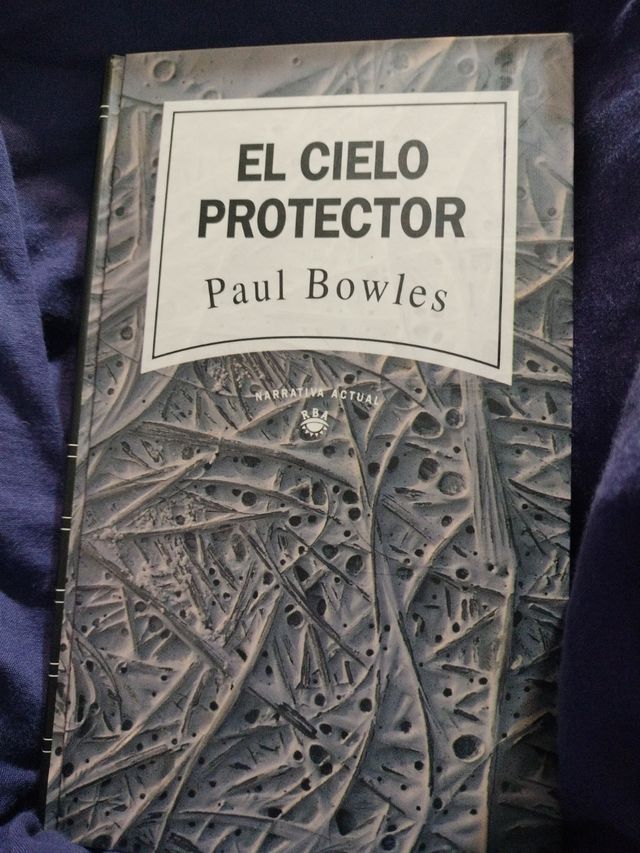 EL CIELO
PROTECTOR
Paul Bowles
NARRATIVA ACTUAL
RBA